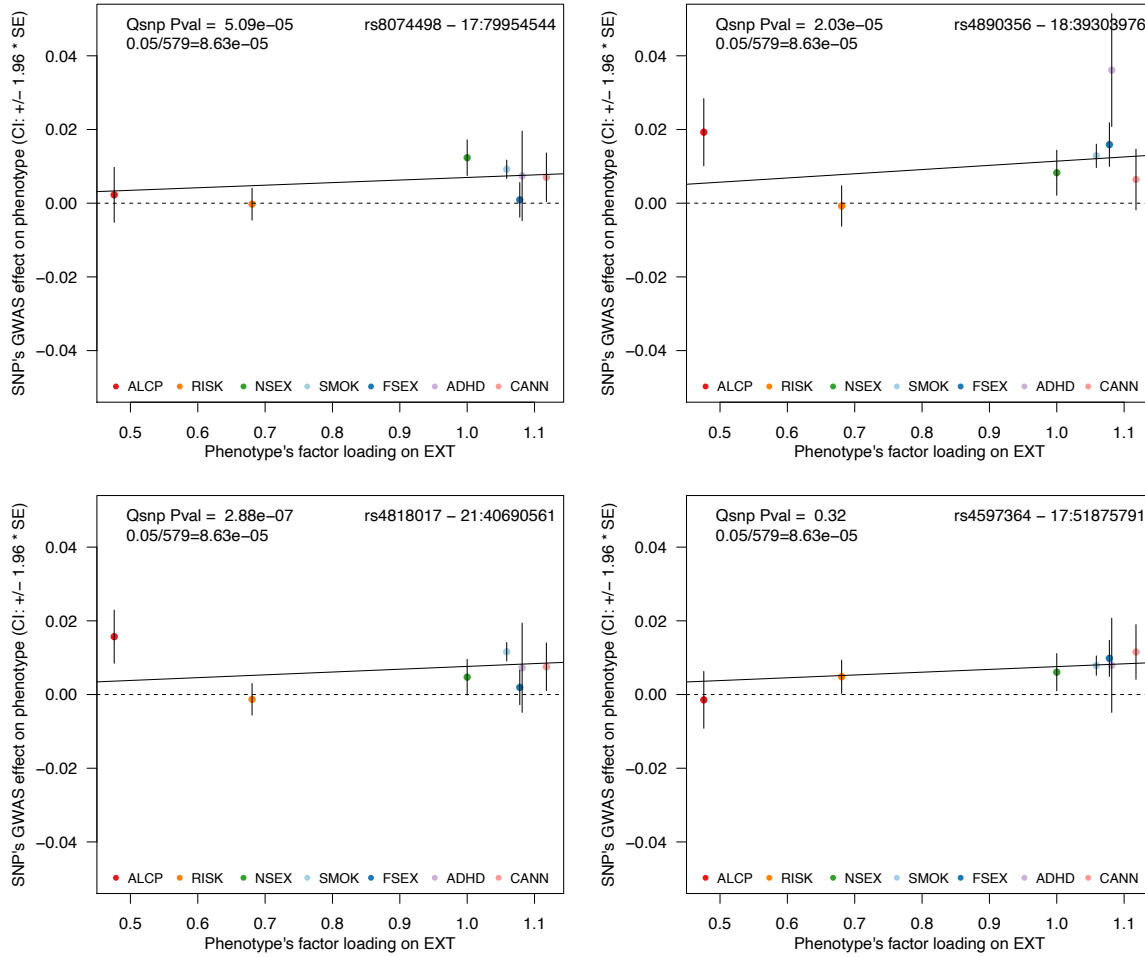 Qsnp Pval =  5.09e−05
rs8074498 − 17:79954544
0.05/579=8.63e−05
SNP's GWAS effect on phenotype (CI: +/− 1.96 * SE)
0.04
0.02
0.00
−0.02
−0.04
ALCP RISK NSEX SMOK FSEX ADHD CANN
0.5 0.6 0.7 0.8 0.9 1.0 1.1
Phenotype's factor loading on EXT
Qsnp Pval =  2.03e−05
rs4890356 − 18:39303976
0.05/579=8.63e−05
SNP's GWAS effect on phenotype (CI: +/− 1.96 * SE)
0.04
0.02
0.00
−0.02
−0.04
ALCP RISK NSEX SMOK FSEX ADHD CANN
0.5 0.6 0.7 0.8 0.9 1.0 1.1
Phenotype's factor loading on EXT
Qsnp Pval =  2.88e−07
rs4818017 − 21:40690561
0.05/579=8.63e−05
SNP's GWAS effect on phenotype (CI: +/− 1.96 * SE)
0.04
0.02
0.00
−0.02
−0.04
ALCP RISK NSEX SMOK FSEX ADHD CANN
0.5 0.6 0.7 0.8 0.9 1.0 1.1
Phenotype's factor loading on EXT
Qsnp Pval =  0.32
rs4597364 − 17:51875791
0.05/579=8.63e−05
SNP's GWAS effect on phenotype (CI: +/− 1.96 * SE)
0.04
0.02
0.00
−0.02
−0.04
ALCP RISK NSEX SMOK FSEX ADHD CANN
0.5 0.6 0.7 0.8 0.9 1.0 1.1
Phenotype's factor loading on EXT